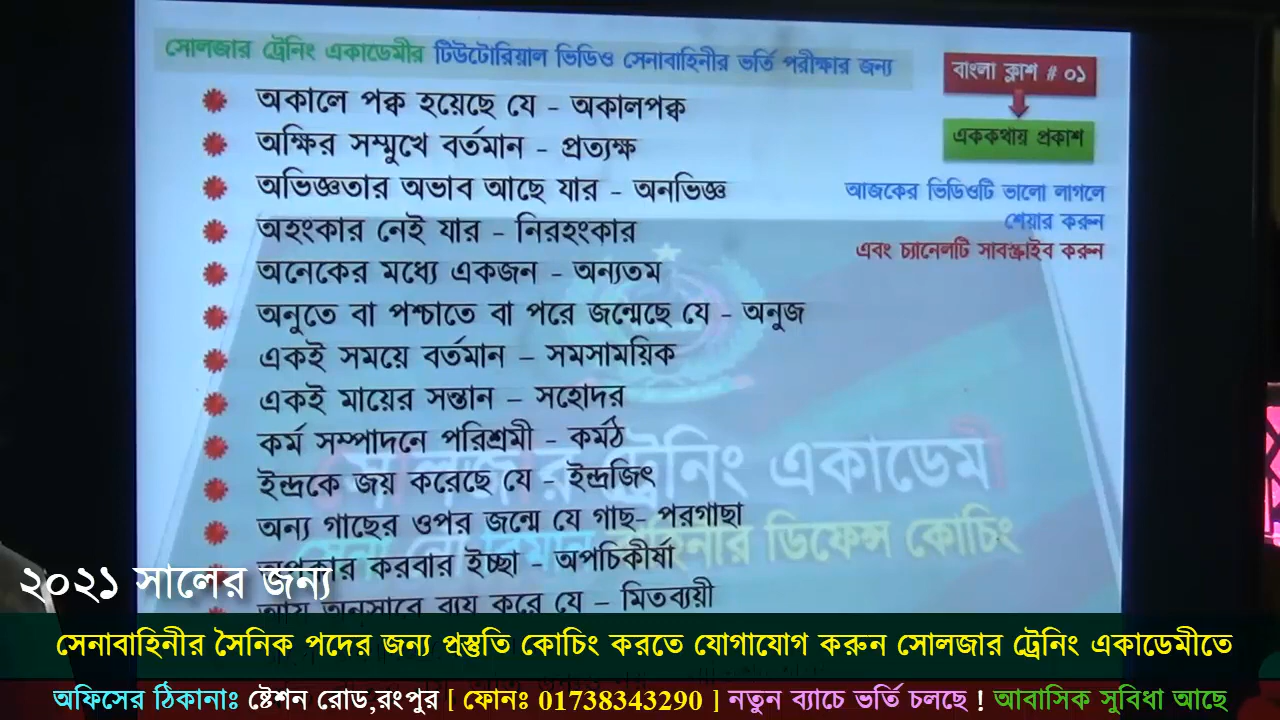 সোলজার ট্রেনিং একাডেমীর টিউটোরিয়াল ভিডিও সেনাবাহিনীর ভর্তি পরীক্ষার জন্য
বাংলা ক্লাশ # ০১
এককথায় প্রকাশ
আজকের ভিডিওটি ভালো লাগলে
শেয়ার করুন
এবং চ্যানেলটি সাবস্ক্রাইব করুন
অকালে পক্ক হয়েছে যে - অকালপক্ক
অক্ষির সম্মুখে বর্তমান - প্রত্যক্ষ
অভিজ্ঞতার অভাব আছে যার - অনভিজ্ঞ
অহংকার নেই যার - নিরহংকার
অনেকের মধ্যে একজন - অন্যতম
অনুতে বা পশ্চাতে বা পরে জন্মেছে যে - অনুজ
একই সময়ে বর্তমান – সমসাময়িক
একই মায়ের সন্তান – সহোদর
কর্ম সম্পাদনে পরিশ্রমী - কর্মঠ
ইন্দ্রকে জয় করেছে যে - ইন্দ্রজিৎ
অন্য গাছের ওপর জন্মে যে গাছ- পরগাছা
অপকার করবার ইচ্ছা - অপচিকীর্ষা
আয় অনুসারে ব্যয় করে যে – মিতব্যয়ী
সোলজার ট্রেনিং একাডেমী
বাহিনীর ডিফেন্স কোচিং
২০২১ সালের জন্য
সেনাবাহিনীর সৈনিক পদের জন্য প্রস্তুতি কোচিং করতে যোগাযোগ করুন সোলজার ট্রেনিং একাডেমীতে
অফিসের ঠিকানাঃ ষ্টেশন রোড,রংপুর [ ফোনঃ 01738343290 ] নতুন ব্যাচে ভর্তি চলছে ! আবাসিক সুবিধা আছে